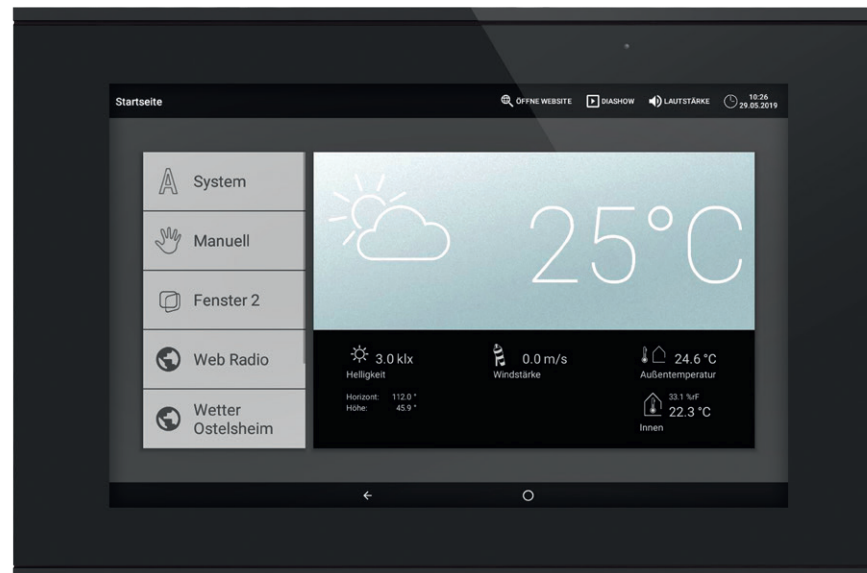 Startseite
ÖFFNE WEBSITE
DIASHOW
LAUTSTÄRKE
10:26
29.05.2019
System
Manuell
Fenster 2
Web Radio
Wetter
Ostelsheim
25°C
3.0 klx
Helligkeit
Horizont: 112.0 °
Höhe: 45.9 °
0.0 m/s
Windstärke
24.6 °C
Außentemperatur
33.1 %rF
22.3 °C
Innen